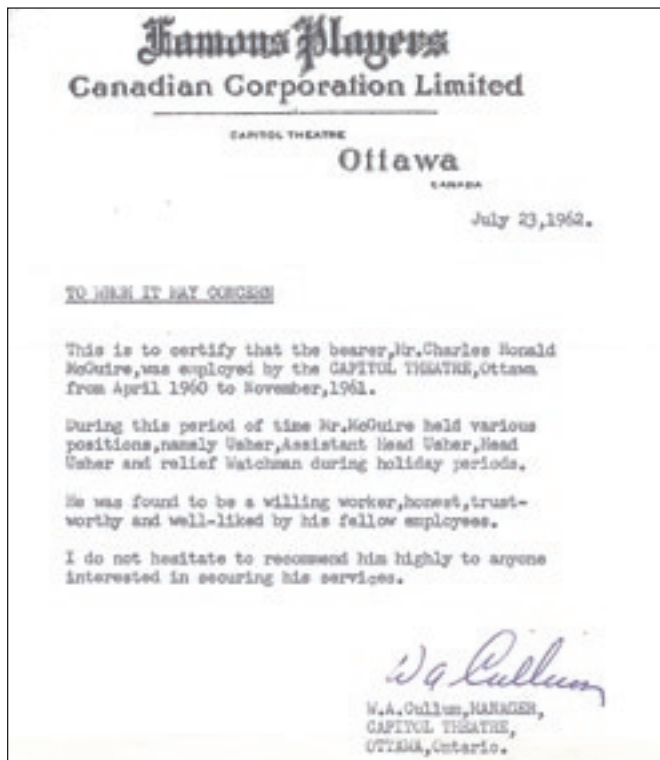 Famous Players
Canadian Corporation Limited
CAPITOL THEATRE
Ottawa
CANADA
July 23,1962.
TO WHOM IT MAY CONCERN
This is to certify that the bearer,Mr.Charles Ronald
McGuire,was employed by the CAPITOL THEATRE,Ottawa
from April 1960 to November,1961.
During this period of time Mr.McGuire held various
positions,namely Usher,Assistant Head Usher,Head
Usher and relief Watchman during holiday periods.
He was found to be a willing worker,honest,trust-
worthy and well-liked by his fellow employees.
I do not hesitate to recommend him highly to anyone
interested in securing his services.
W a Cullum
W.A.Cullum,MANAGER,
CAPITOL THEATRE,
OTTAWA,Ontario.